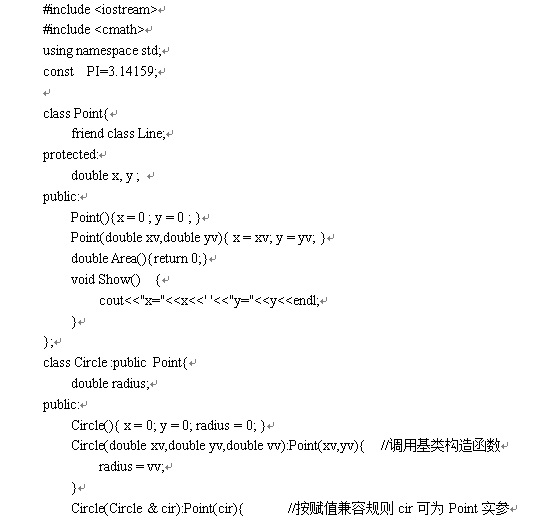 #include <iostream>↵
#include <cmath>↵
using namespace std;↵
const    PI=3.14159;↵
↵
class Point{↵
friend class Line;↵
protected:↵
double x, y ;  ↵
public:↵
Point(){x = 0 ; y = 0 ; }↵
Point(double xv,double yv){ x = xv; y = yv; }↵
double Area(){return 0;}↵
void Show()    {↵
cout<<"x="<<x<<' '<<"y="<<y<<endl;↵
}↵
};↵
class Circle :public  Point{↵
double radius;↵
public:↵
Circle(){ x = 0; y = 0; radius = 0; }↵
Circle(double xv,double yv,double vv):Point(xv,yv){    //调用基类构造函数↵
radius = vv;↵
}↵
Circle(Circle & cir):Point(cir){        //按赋值兼容规则 cir 可为 Point 实参↵